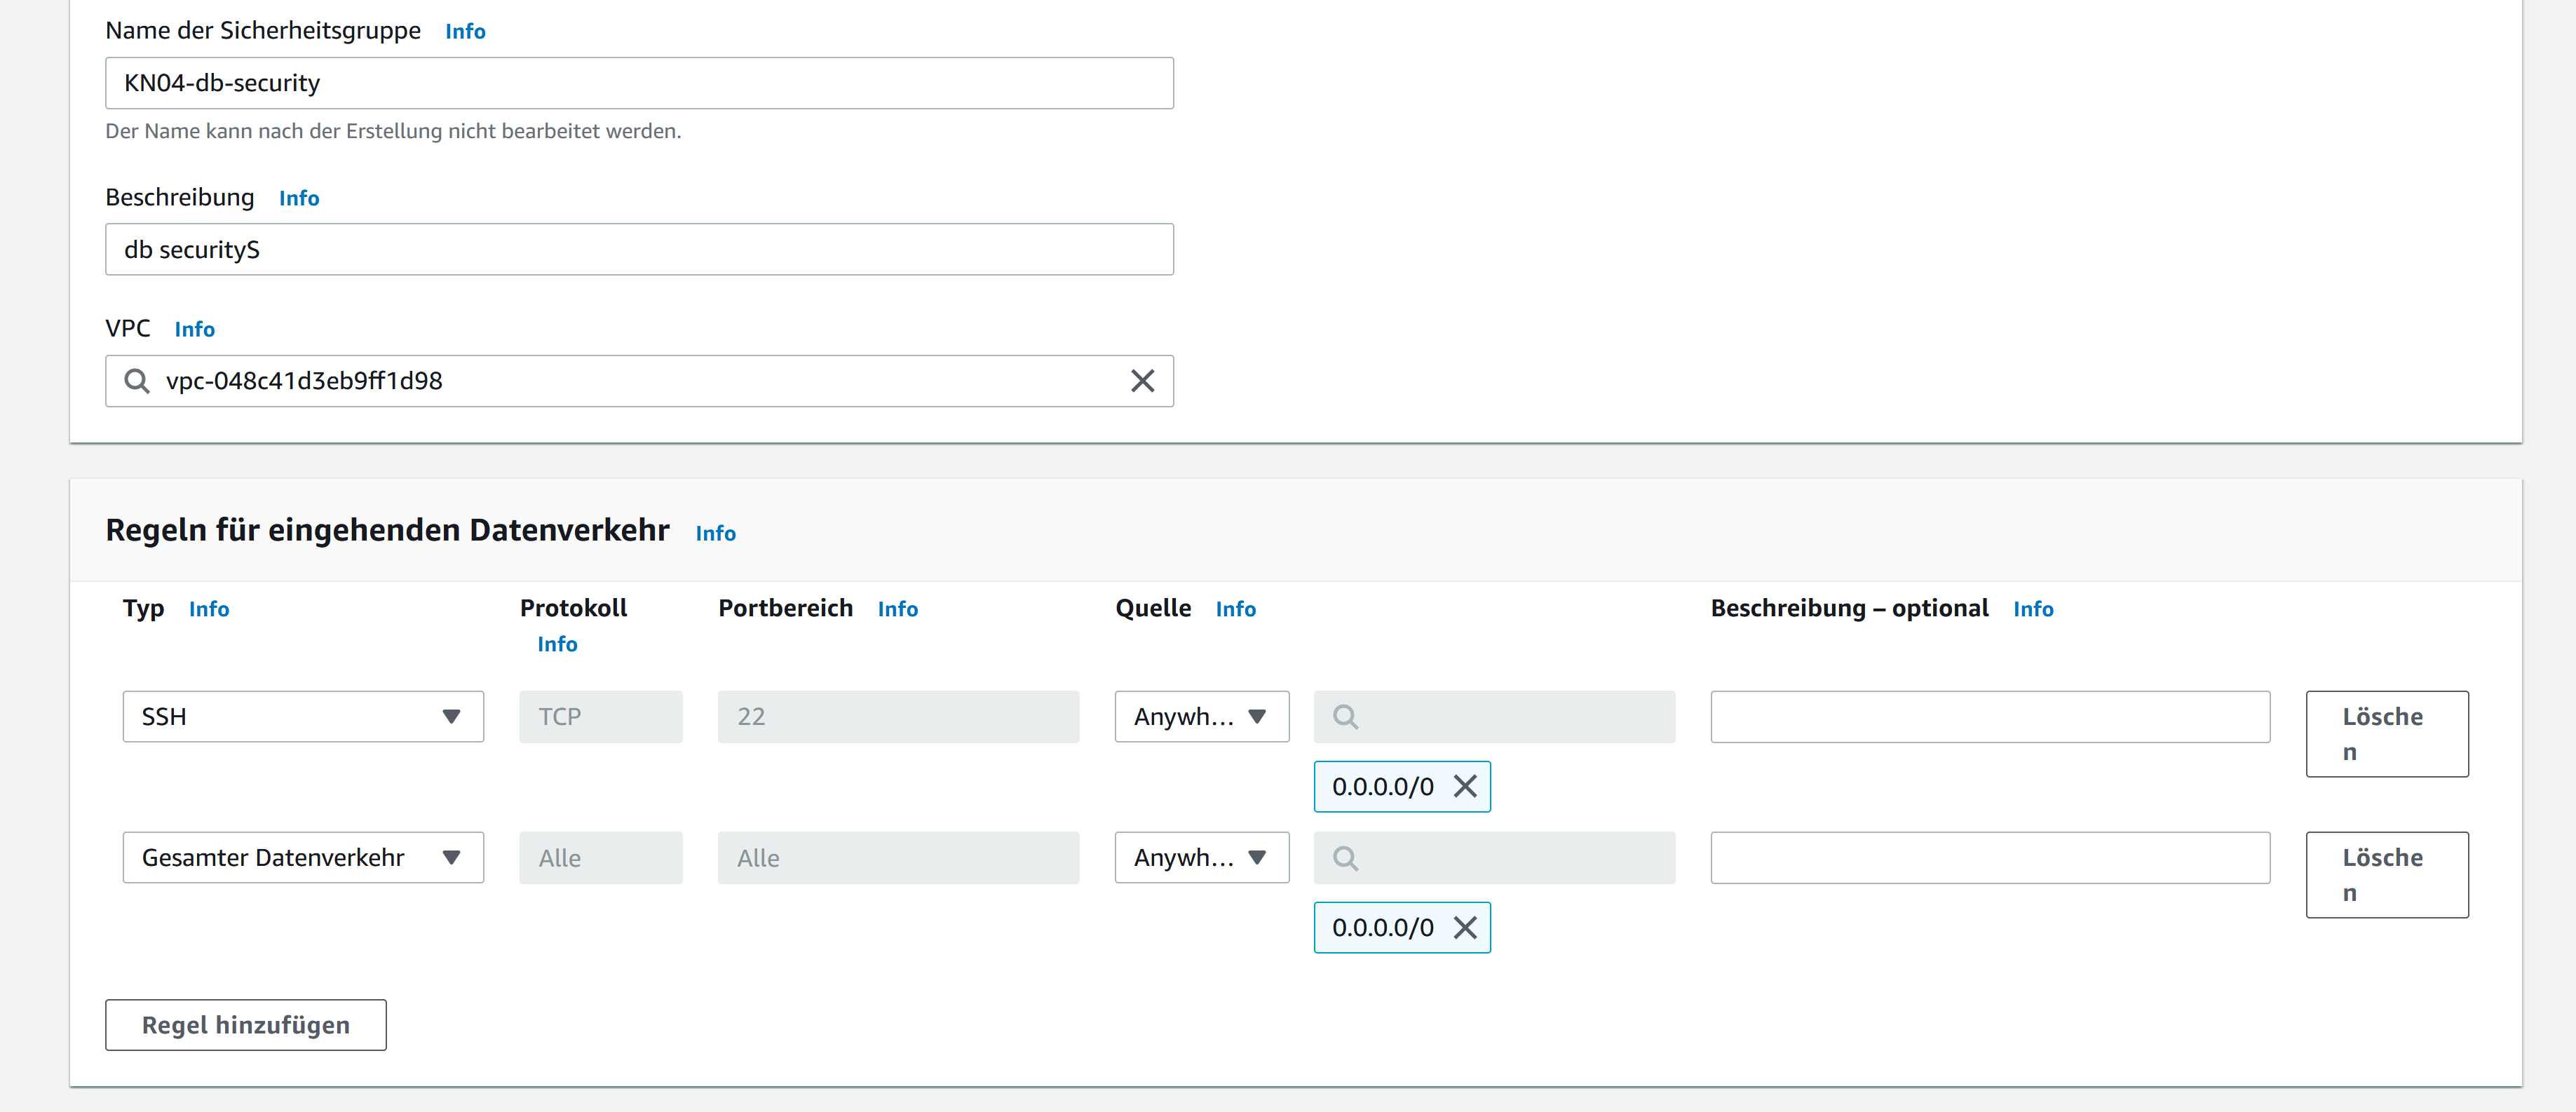 Name der Sicherheitsgruppe Info
KN04-db-security
Der Name kann nach der Erstellung nicht bearbeitet werden.
Beschreibung Info
db securityS
VPC Info
vpc-048c41d3eb9ff1d98
Regeln für eingehenden Datenverkehr Info
Typ Info Protokoll Info Portbereich Info Quelle Info Beschreibung – optional Info
SSH TCP 22 Anywh... Lösche
n
0.0.0.0/0
Gesamter Datenverkehr Alle Alle Anywh... Lösche
n
0.0.0.0/0
Regel hinzufügen